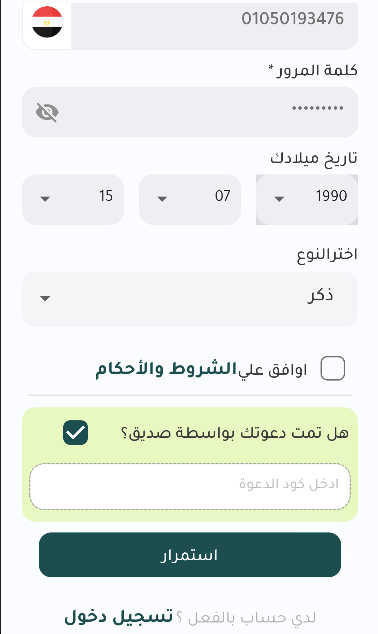 01050193476
كلمة المرور *
•••••••••
تاريخ ميلادك
1990 07 15
اخترالنوع
ذكر
اوافق علي الشروط والأحكام
هل تمت دعوتك بواسطة صديق؟
ادخل كود الدعوة
استمرار
لدي حساب بالفعل ؟ تسجيل دخول